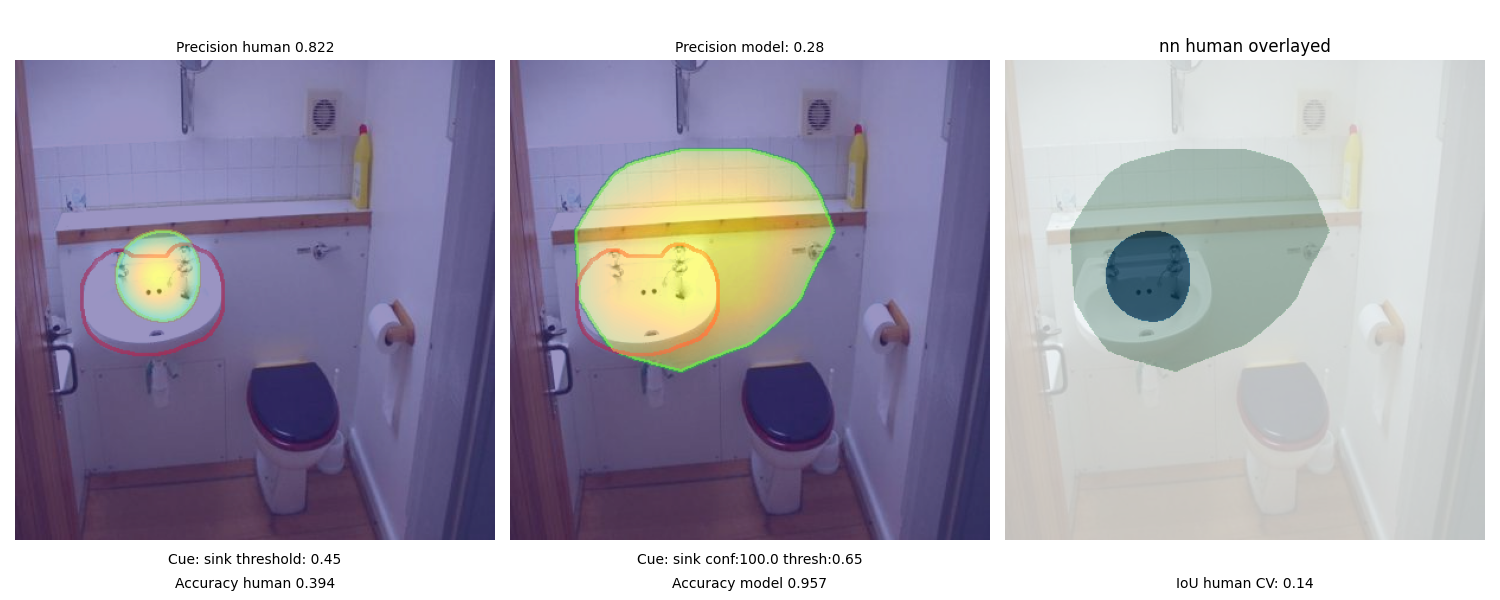 Precision human 0.822
Precision model: 0.28
nn human overlayed
Cue: sink threshold: 0.45
Cue: sink conf:100.0 thresh:0.65
Accuracy human 0.394
Accuracy model 0.957
IoU human CV: 0.14